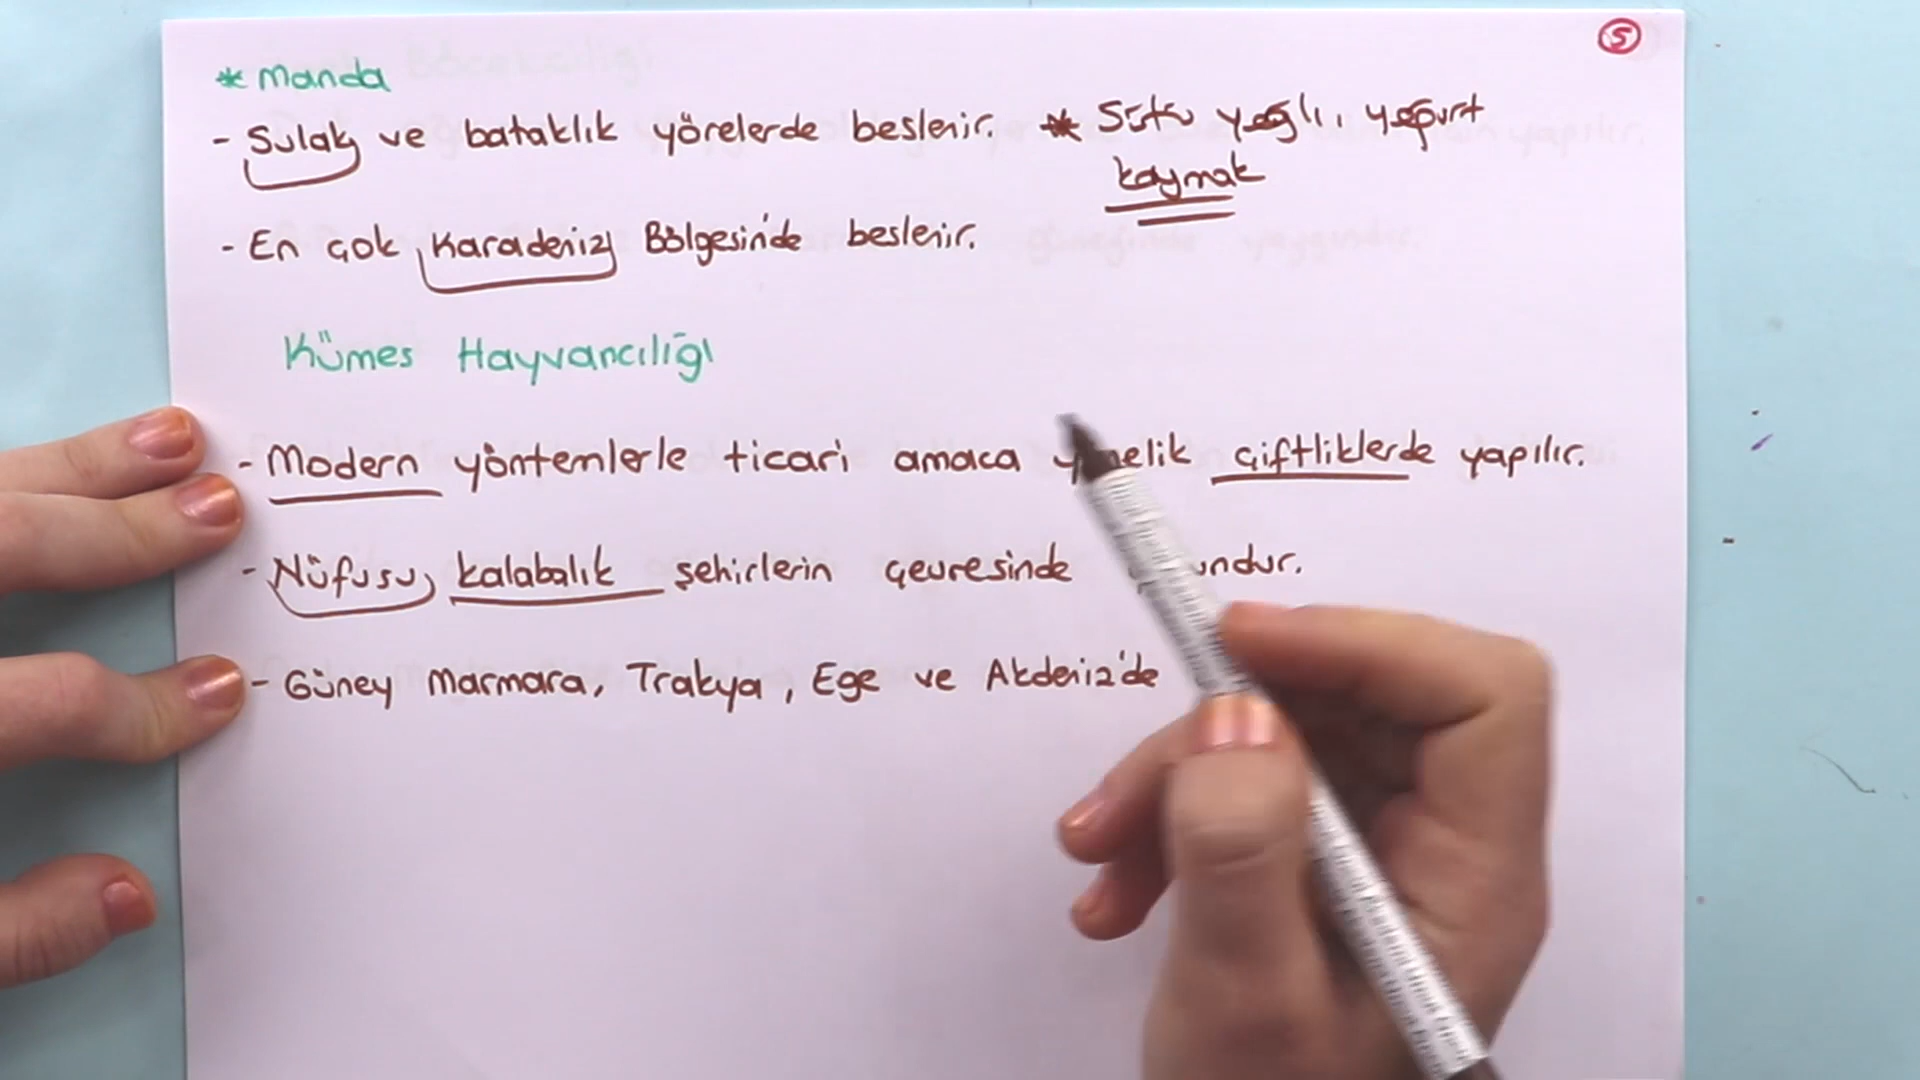 5
* Manda
- Sulak ve bataklık yörelerde beslenir. * Sütü yağlı, yoğurt
kaymak
- En çok Karadeniz Bölgesinde beslenir.
Kümes Hayvancılığı
- Modern yöntemlerle ticari amaca çiftliklerde yapılır.
- Nüfusu kalabalık şehirlerin çevresinde
- Güney Marmara, Trakya, Ege ve Akdeniz'de